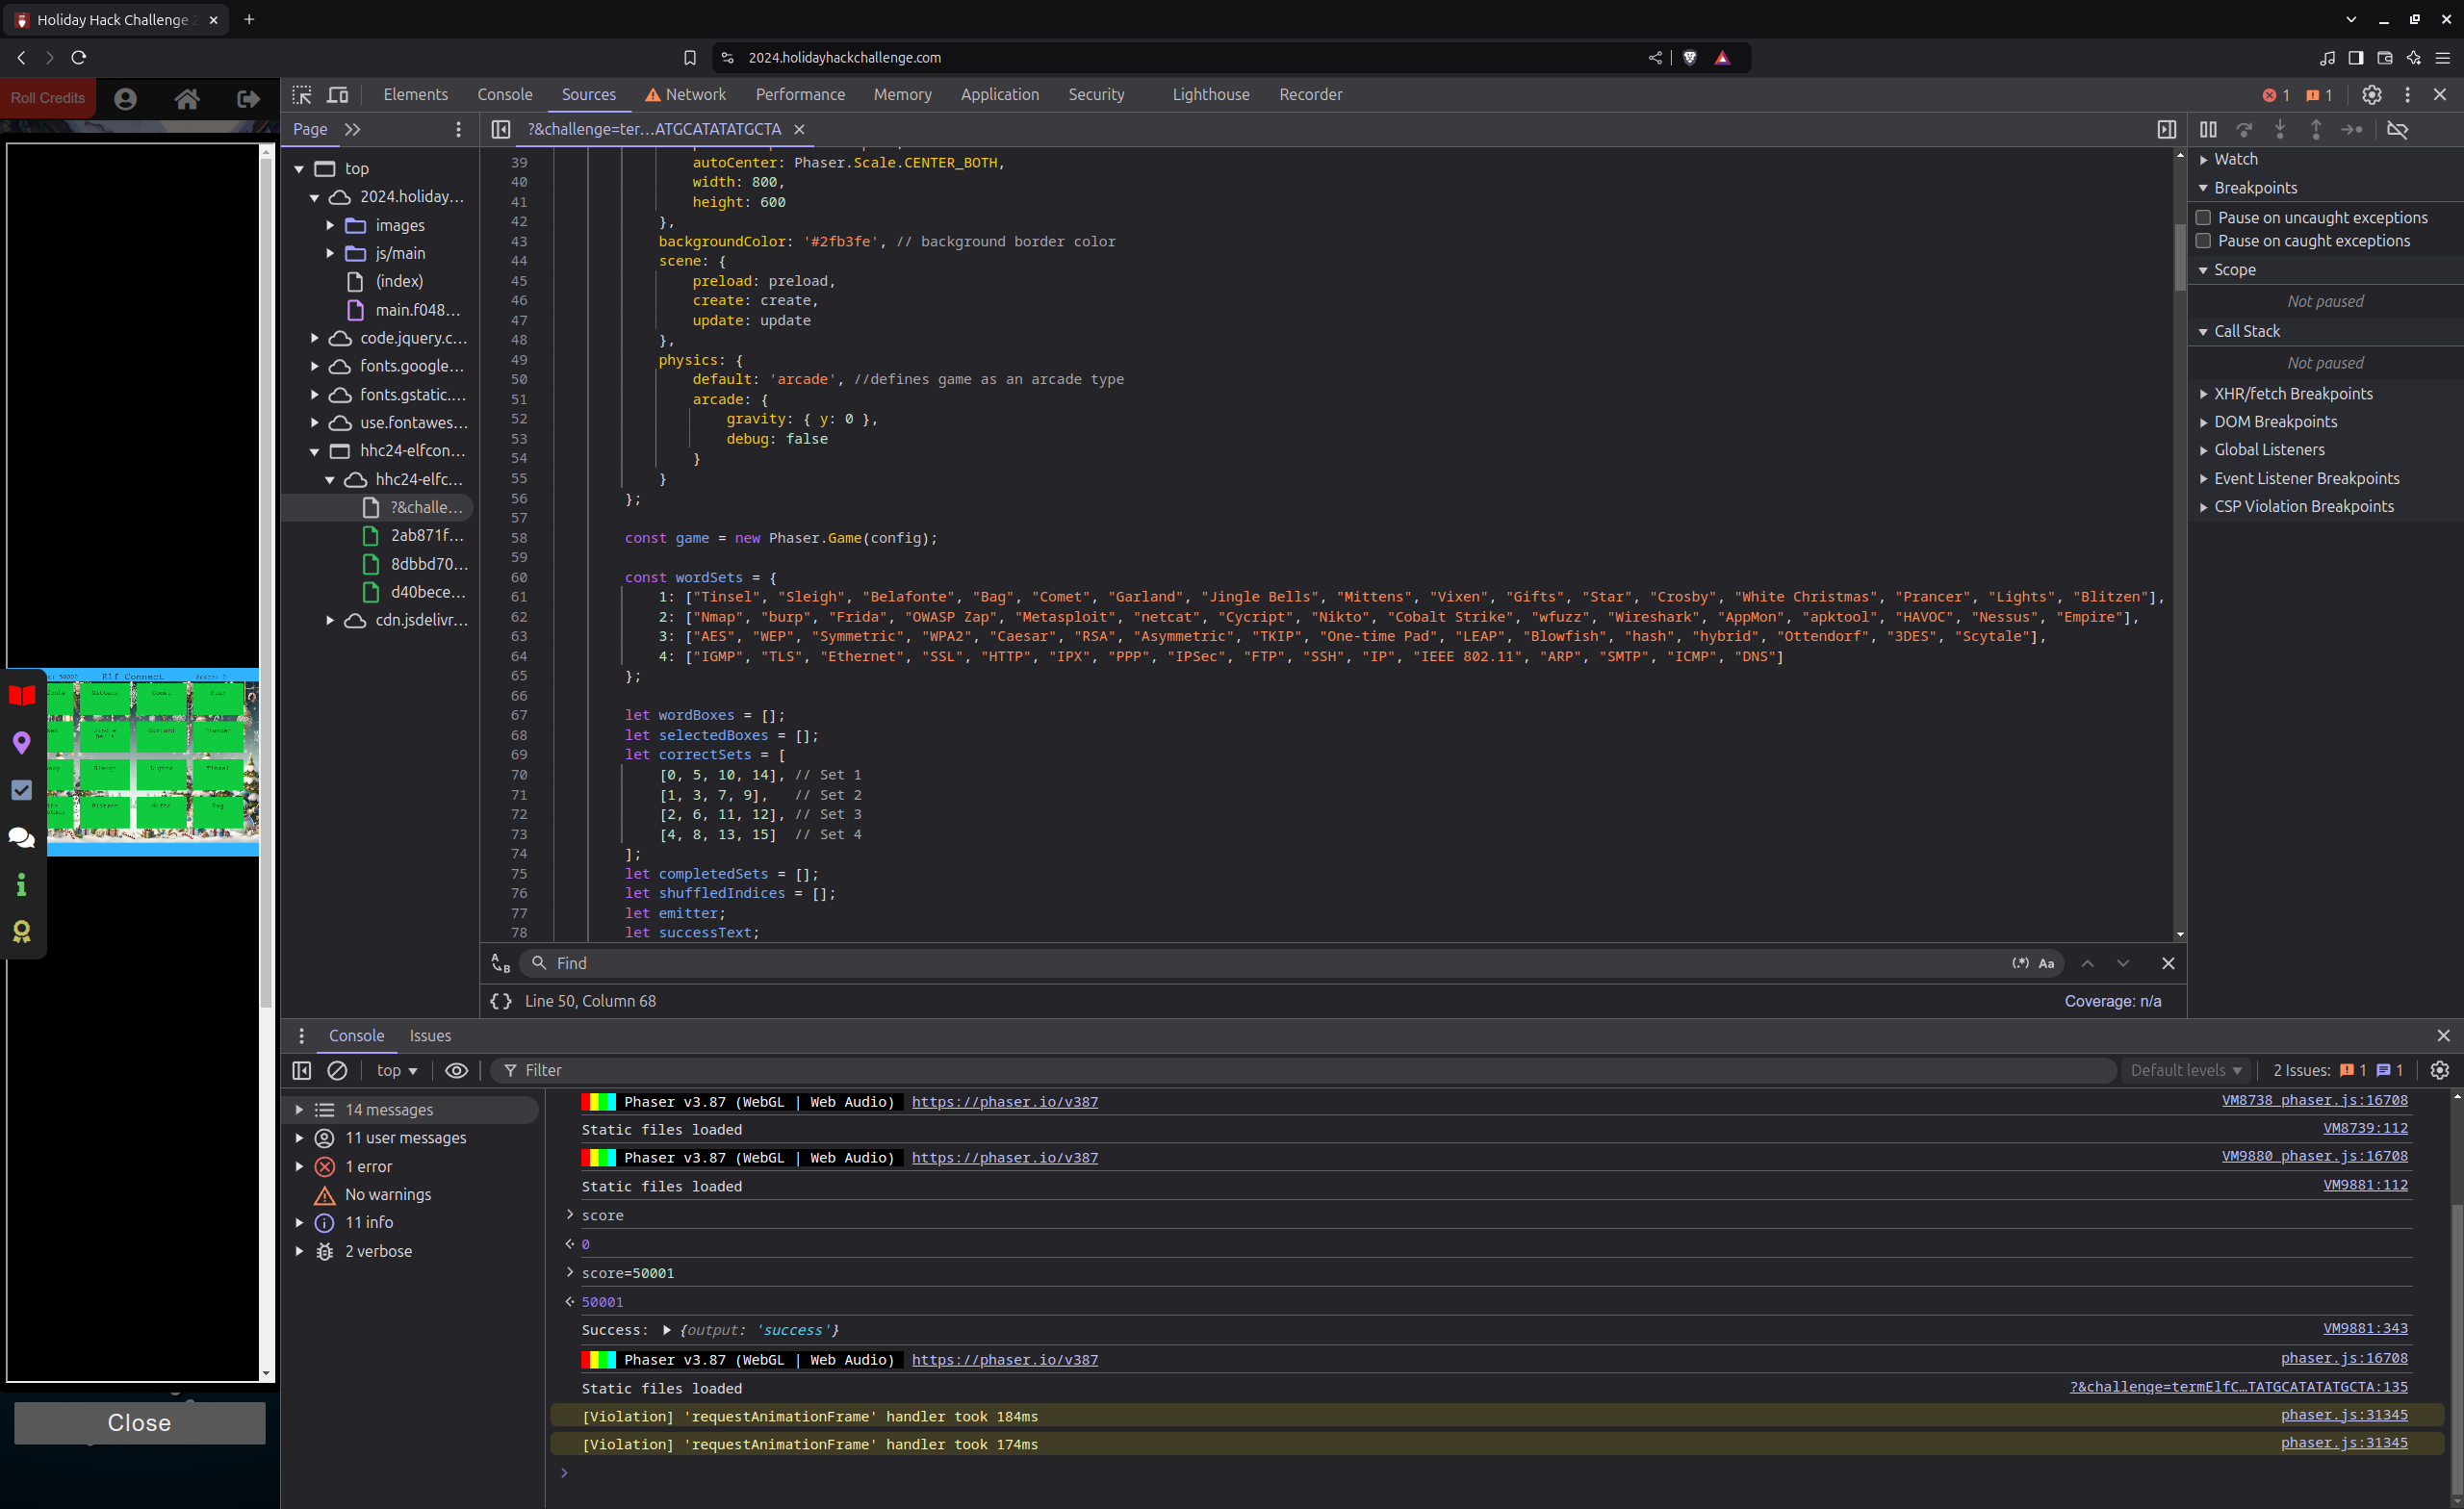 Holiday Hack Challenge 2
2024.holidayhackchallenge.com
Roll Credits
Elements Console Sources Network Performance Memory Application Security Lighthouse Recorder 1 1
Page ?&challenge=ter…ATGCATATATGCTA
top
2024.holiday…
images
js/main
(index)
main.f048…
code.jquery.c…
fonts.google…
fonts.gstatic.…
use.fontawes…
hhc24-elfcon…
hhc24-elfc…
?&challe…
2ab871f…
8dbbd70…
d40bece…
cdn.jsdelivr…
39 autoCenter: Phaser.Scale.CENTER_BOTH,
40 width: 800,
41 height: 600
42 },
43 backgroundColor: '#2fb3fe', // background border color
44 scene: {
45 preload: preload,
46 create: create,
47 update: update
48 },
49 physics: {
50 default: 'arcade', //defines game as an arcade type
51 arcade: {
52 gravity: { y: 0 },
53 debug: false
54 }
55 }
56 };
57
58 const game = new Phaser.Game(config);
59
60 const wordSets = {
61 1: ["Tinsel", "Sleigh", "Belafonte", "Bag", "Comet", "Garland", "Jingle Bells", "Mittens", "Vixen", "Gifts", "Star", "Crosby", "White Christmas", "Prancer", "Lights", "Blitzen"],
62 2: ["Nmap", "burp", "Frida", "OWASP Zap", "Metasploit", "netcat", "Cycript", "Nikto", "Cobalt Strike", "wfuzz", "Wireshark", "AppMon", "apktool", "HAVOC", "Nessus", "Empire"],
63 3: ["AES", "WEP", "Symmetric", "WPA2", "Caesar", "RSA", "Asymmetric", "TKIP", "One-time Pad", "LEAP", "Blowfish", "hash", "hybrid", "Ottendorf", "3DES", "Scytale"],
64 4: ["IGMP", "TLS", "Ethernet", "SSL", "HTTP", "IPX", "PPP", "IPSec", "FTP", "SSH", "IP", "IEEE 802.11", "ARP", "SMTP", "ICMP", "DNS"]
65 };
66
67 let wordBoxes = [];
68 let selectedBoxes = [];
69 let correctSets = [
70 [0, 5, 10, 14], // Set 1
71 [1, 3, 7, 9], // Set 2
72 [2, 6, 11, 12], // Set 3
73 [4, 8, 13, 15] // Set 4
74 ];
75 let completedSets = [];
76 let shuffledIndices = [];
77 let emitter;
78 let successText;
Find (.*) Aa
{} Line 50, Column 68 Coverage: n/a
Watch
Breakpoints
Pause on uncaught exceptions
Pause on caught exceptions
Scope
Not paused
Call Stack
Not paused
XHR/fetch Breakpoints
DOM Breakpoints
Global Listeners
Event Listener Breakpoints
CSP Violation Breakpoints
50000 Elf Connect Score: 0
Mittens Comet Star
Jingle Bells Garland Prancer
Sleigh Lights Tinsel
Blitzen Gifts Bag
Close
Console Issues
top Filter Default levels 2 Issues: 1 1
14 messages
11 user messages
1 error
No warnings
11 info
2 verbose
Phaser v3.87 (WebGL | Web Audio) https://phaser.io/v387 VM8738 phaser.js:16708
Static files loaded VM8739:112
Phaser v3.87 (WebGL | Web Audio) https://phaser.io/v387 VM9880 phaser.js:16708
Static files loaded VM9881:112
> score
0
> score=50001
50001
Success: {output: 'success'} VM9881:343
Phaser v3.87 (WebGL | Web Audio) https://phaser.io/v387 phaser.js:16708
Static files loaded ?&challenge=termElfC…TATGCATATATGCTA:135
[Violation] 'requestAnimationFrame' handler took 184ms phaser.js:31345
[Violation] 'requestAnimationFrame' handler took 174ms phaser.js:31345
>